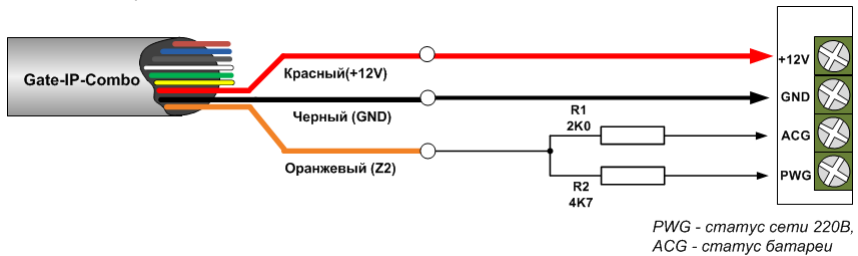 Gate-IP-Combo
Красный(+12V)
Черный (GND)
Оранжевый (Z2)
R1
2K0
R2
4K7
+12V
GND
ACG
PWG
PWG - статус сети 220В,
ACG - статус батареи